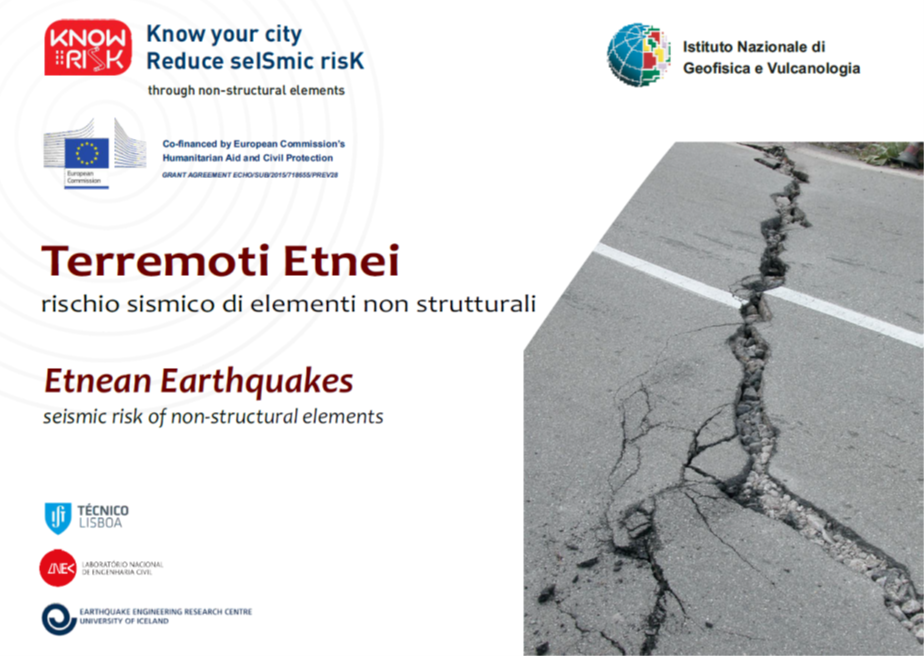 KNOW
RISK
Know your city
Reduce seISmic risK
through non-structural elements
Istituto Nazionale di
Geofisica e Vulcanologia
European
Commission
Co-financed by European Commission's
Humanitarian Aid and Civil Protection
GRANT AGREEMENT ECHO/SUB/2015/718655/PREV28
Terremoti Etnei
rischio sismico di elementi non strutturali
Etnean Earthquakes
seismic risk of non-structural elements
TÉCNICO
LISBOA
LNEC
LABORATÓRIO NACIONAL
DE ENGENHARIA CIVIL
EARTHQUAKE ENGINEERING RESEARCH CENTRE
UNIVERSITY OF ICELAND